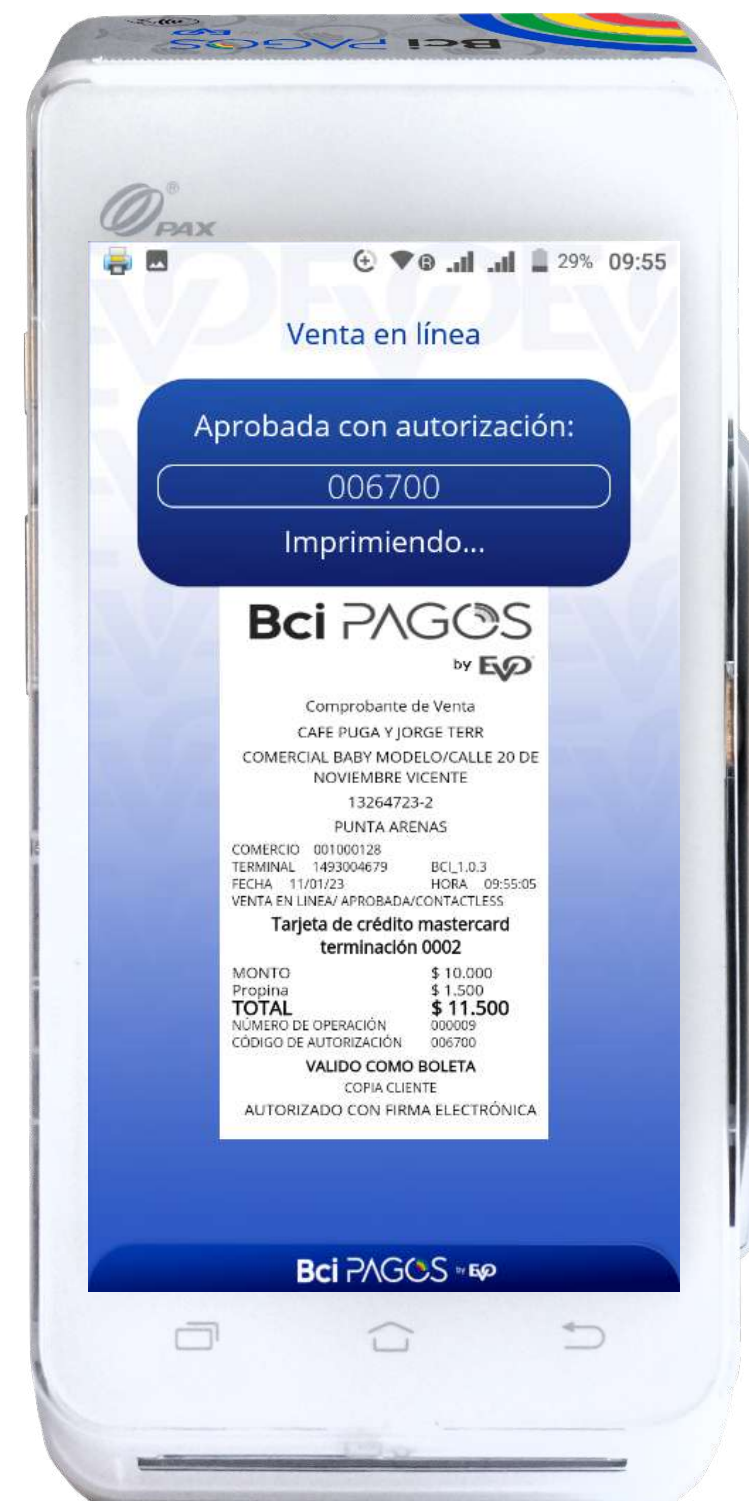 Bci PAGOS
EVO
PAX
29% 09:55
Venta en línea
Aprobada con autorización:
006700
Imprimiendo...
Bci PAGOS
by EVO
Comprobante de Venta
CAFE PUGA Y JORGE TERR
COMERCIAL BABY MODELO/CALLE 20 DE
NOVIEMBRE VICENTE
13264723-2
PUNTA ARENAS
COMERCIO 001000128
TERMINAL 1493004679 BCI_1.0.3
FECHA 11/01/23 HORA 09:55:05
VENTA EN LINEA/ APROBADA/CONTACTLESS
Tarjeta de crédito mastercard
terminación 0002
MONTO $ 10.000
Propina $ 1.500
TOTAL $ 11.500
NÚMERO DE OPERACIÓN 000009
CÓDIGO DE AUTORIZACIÓN 006700
VALIDO COMO BOLETA
COPIA CLIENTE
AUTORIZADO CON FIRMA ELECTRÓNICA
Bci PAGOS by EVO